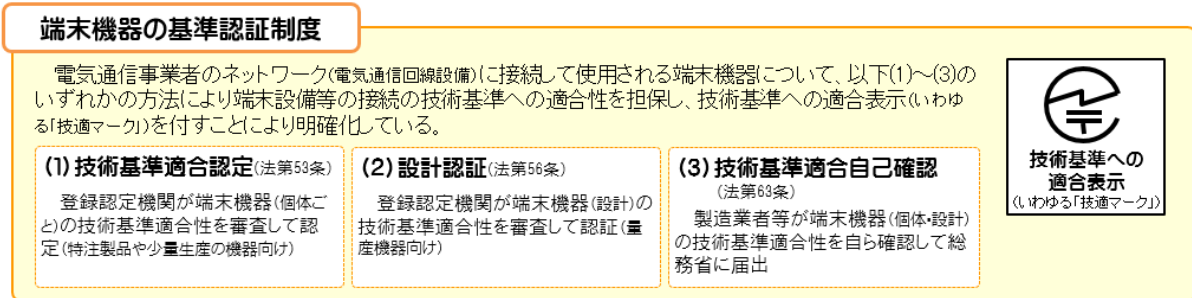 端末機器の基準認証制度
電気通信事業者のネットワーク(電気通信回線設備)に接続して使用される端末機器について、以下(1)~(3)の
いずれかの方法により端末設備等の接続の技術基準への適合性を担保し、技術基準への適合表示(いわゆ
る「技適マーク」)を付すことにより明確化している。
(1)技術基準適合認定(法第53条)
登録認定機関が端末機器(個体ご
と)の技術基準適合性を審査して認
定(特注製品や少量生産の機器向け)
(2)設計認証(法第56条)
登録認定機関が端末機器(設計)の
技術基準適合性を審査して認証(量
産機器向け)
(3)技術基準適合自己確認
(法第63条)
製造業者等が端末機器(個体・設計)
の技術基準適合性を自ら確認して総
務省に届出
技術基準への
適合表示
(いわゆる「技適マーク」)